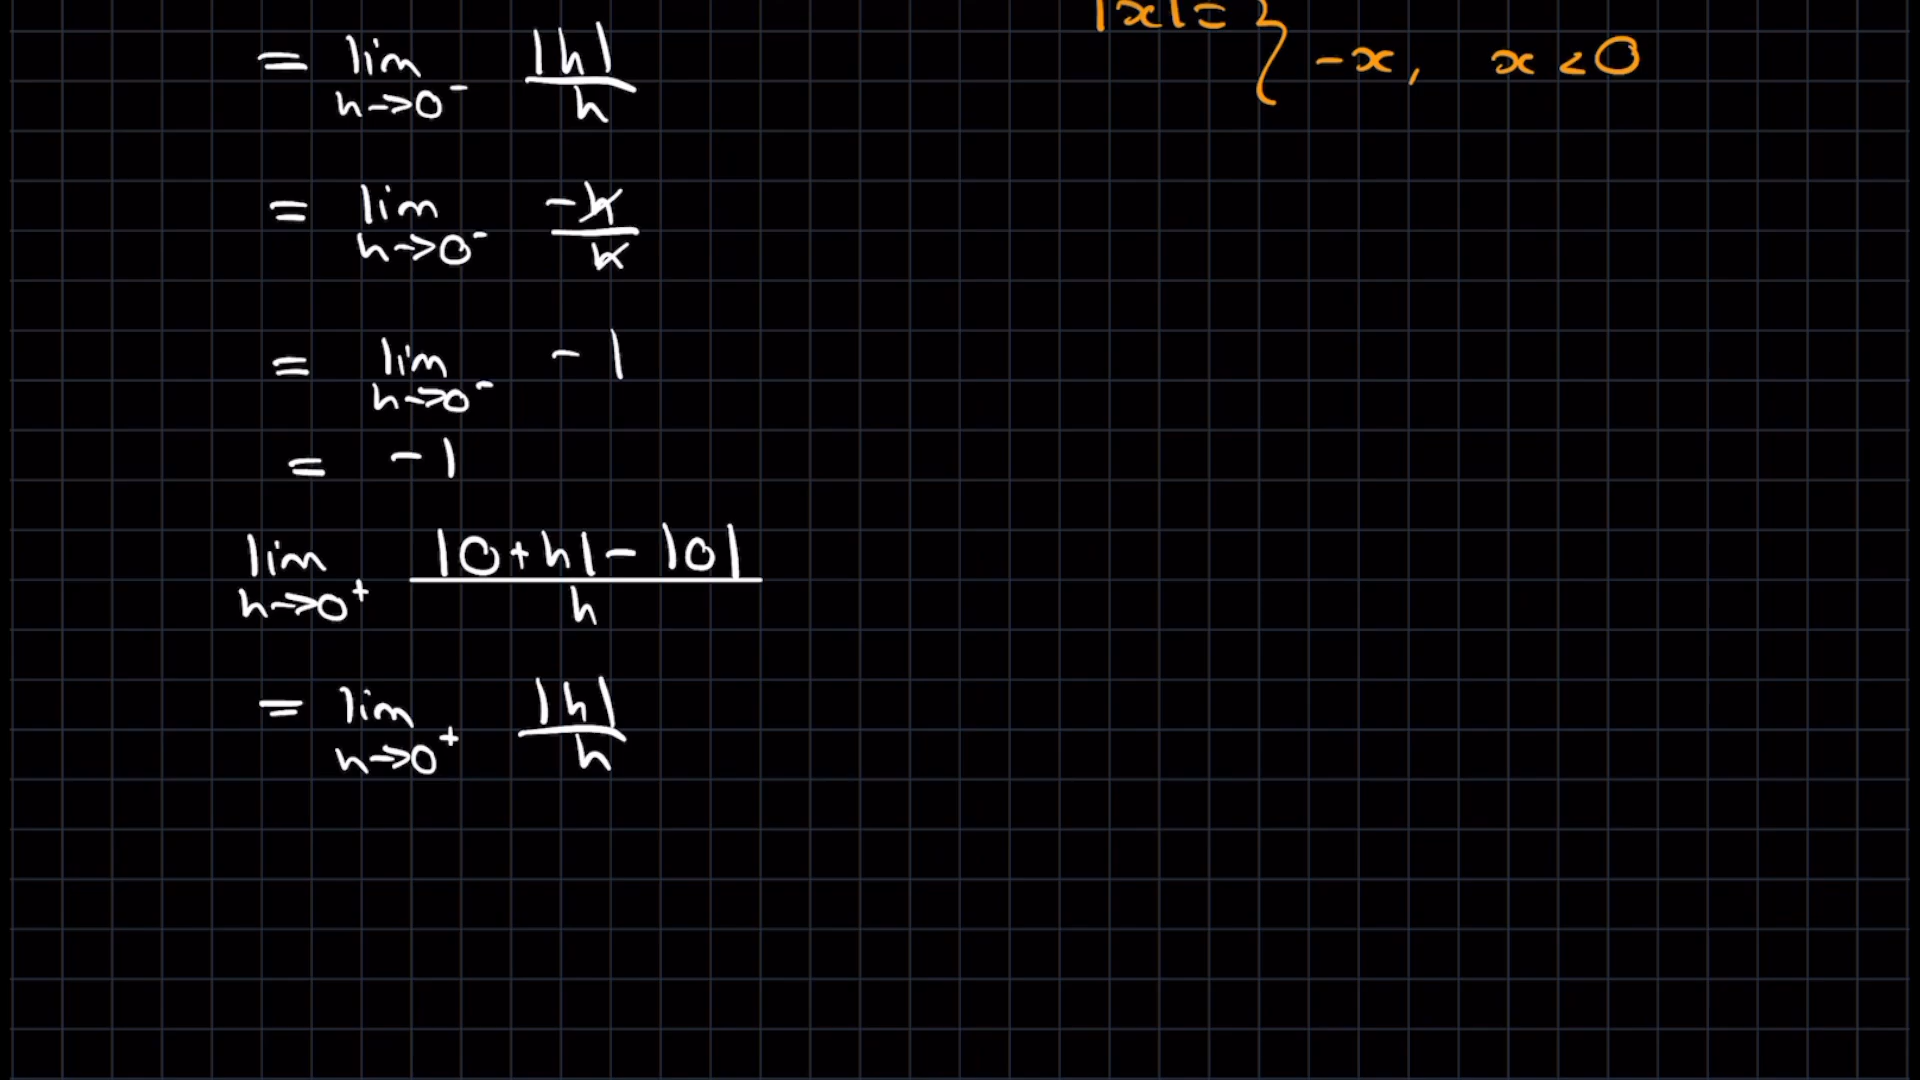 |x| = {
-x, x < 0
= lim h→0⁻ |h|/h
= lim h→0⁻ -h/h
= lim h→0⁻ -1
= -1
lim h→0⁺ |0+h| - |0| / h
= lim h→0⁺ |h|/h